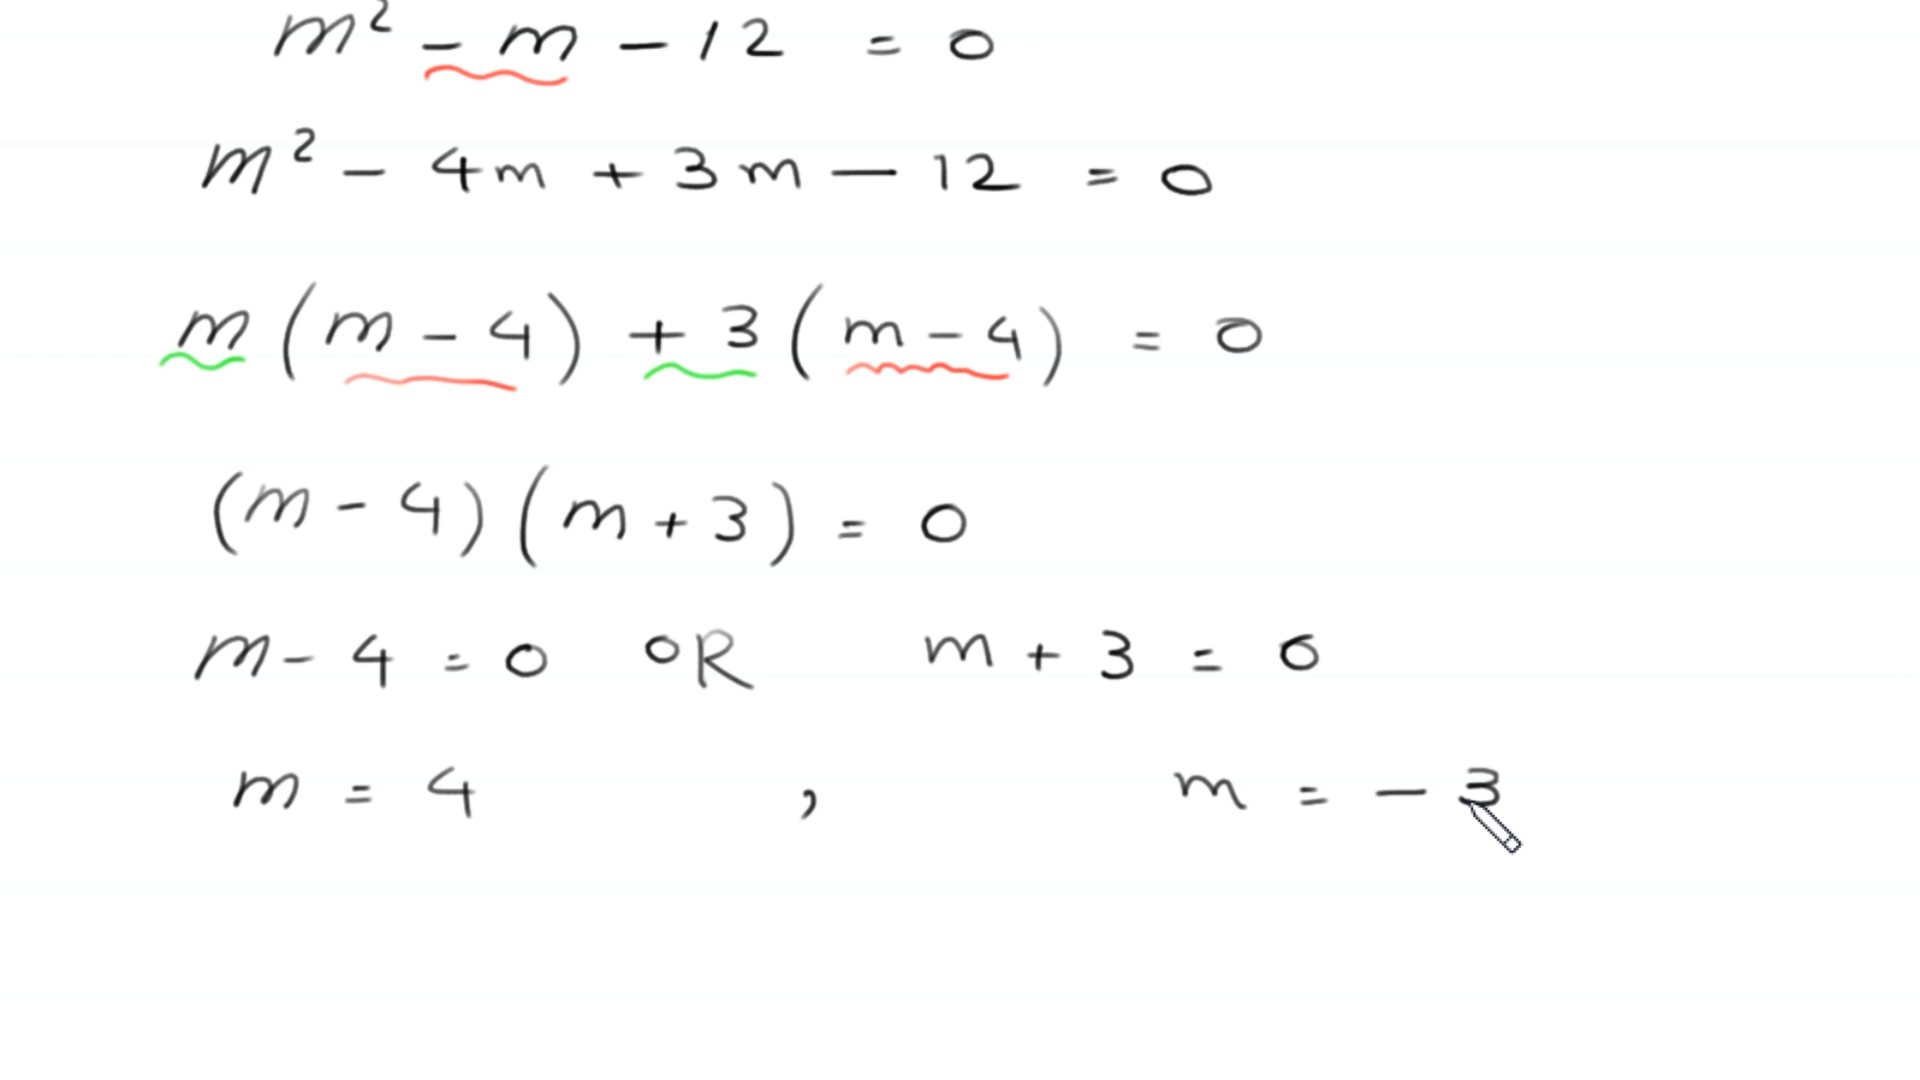 m² - m - 12 = 0
m² - 4m + 3m - 12 = 0
m(m - 4) + 3(m - 4) = 0
(m - 4)(m + 3) = 0
m - 4 = 0 OR m + 3 = 0
m = 4 , m = - 3